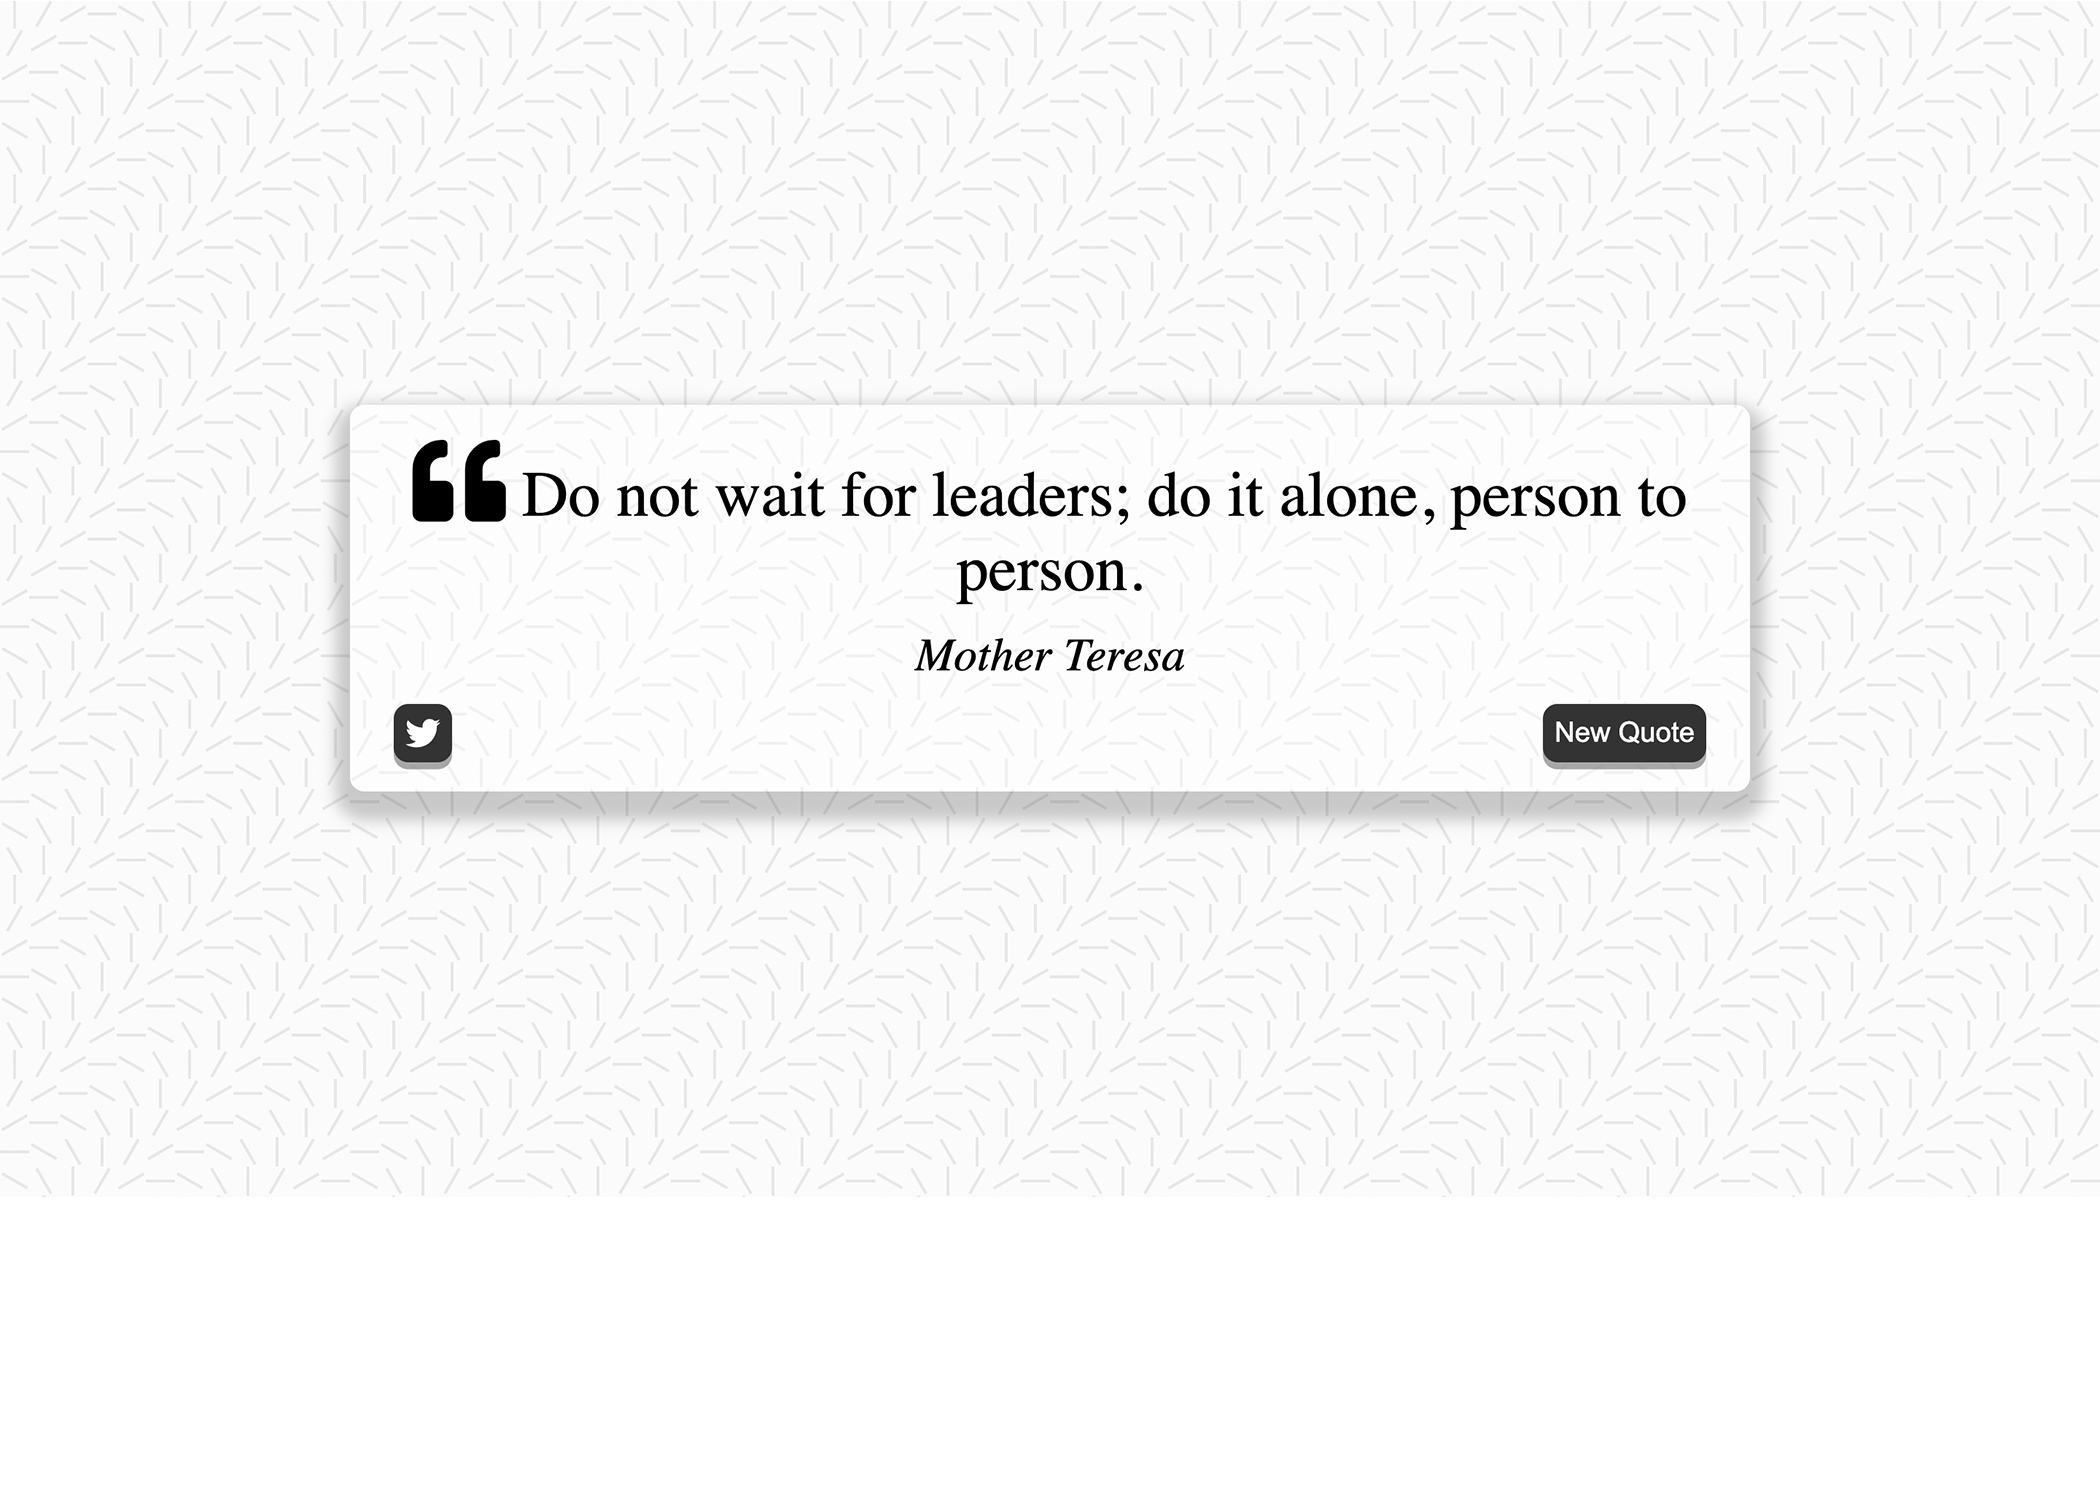 “Do not wait for leaders; do it alone, person to
person.
Mother Teresa
New Quote